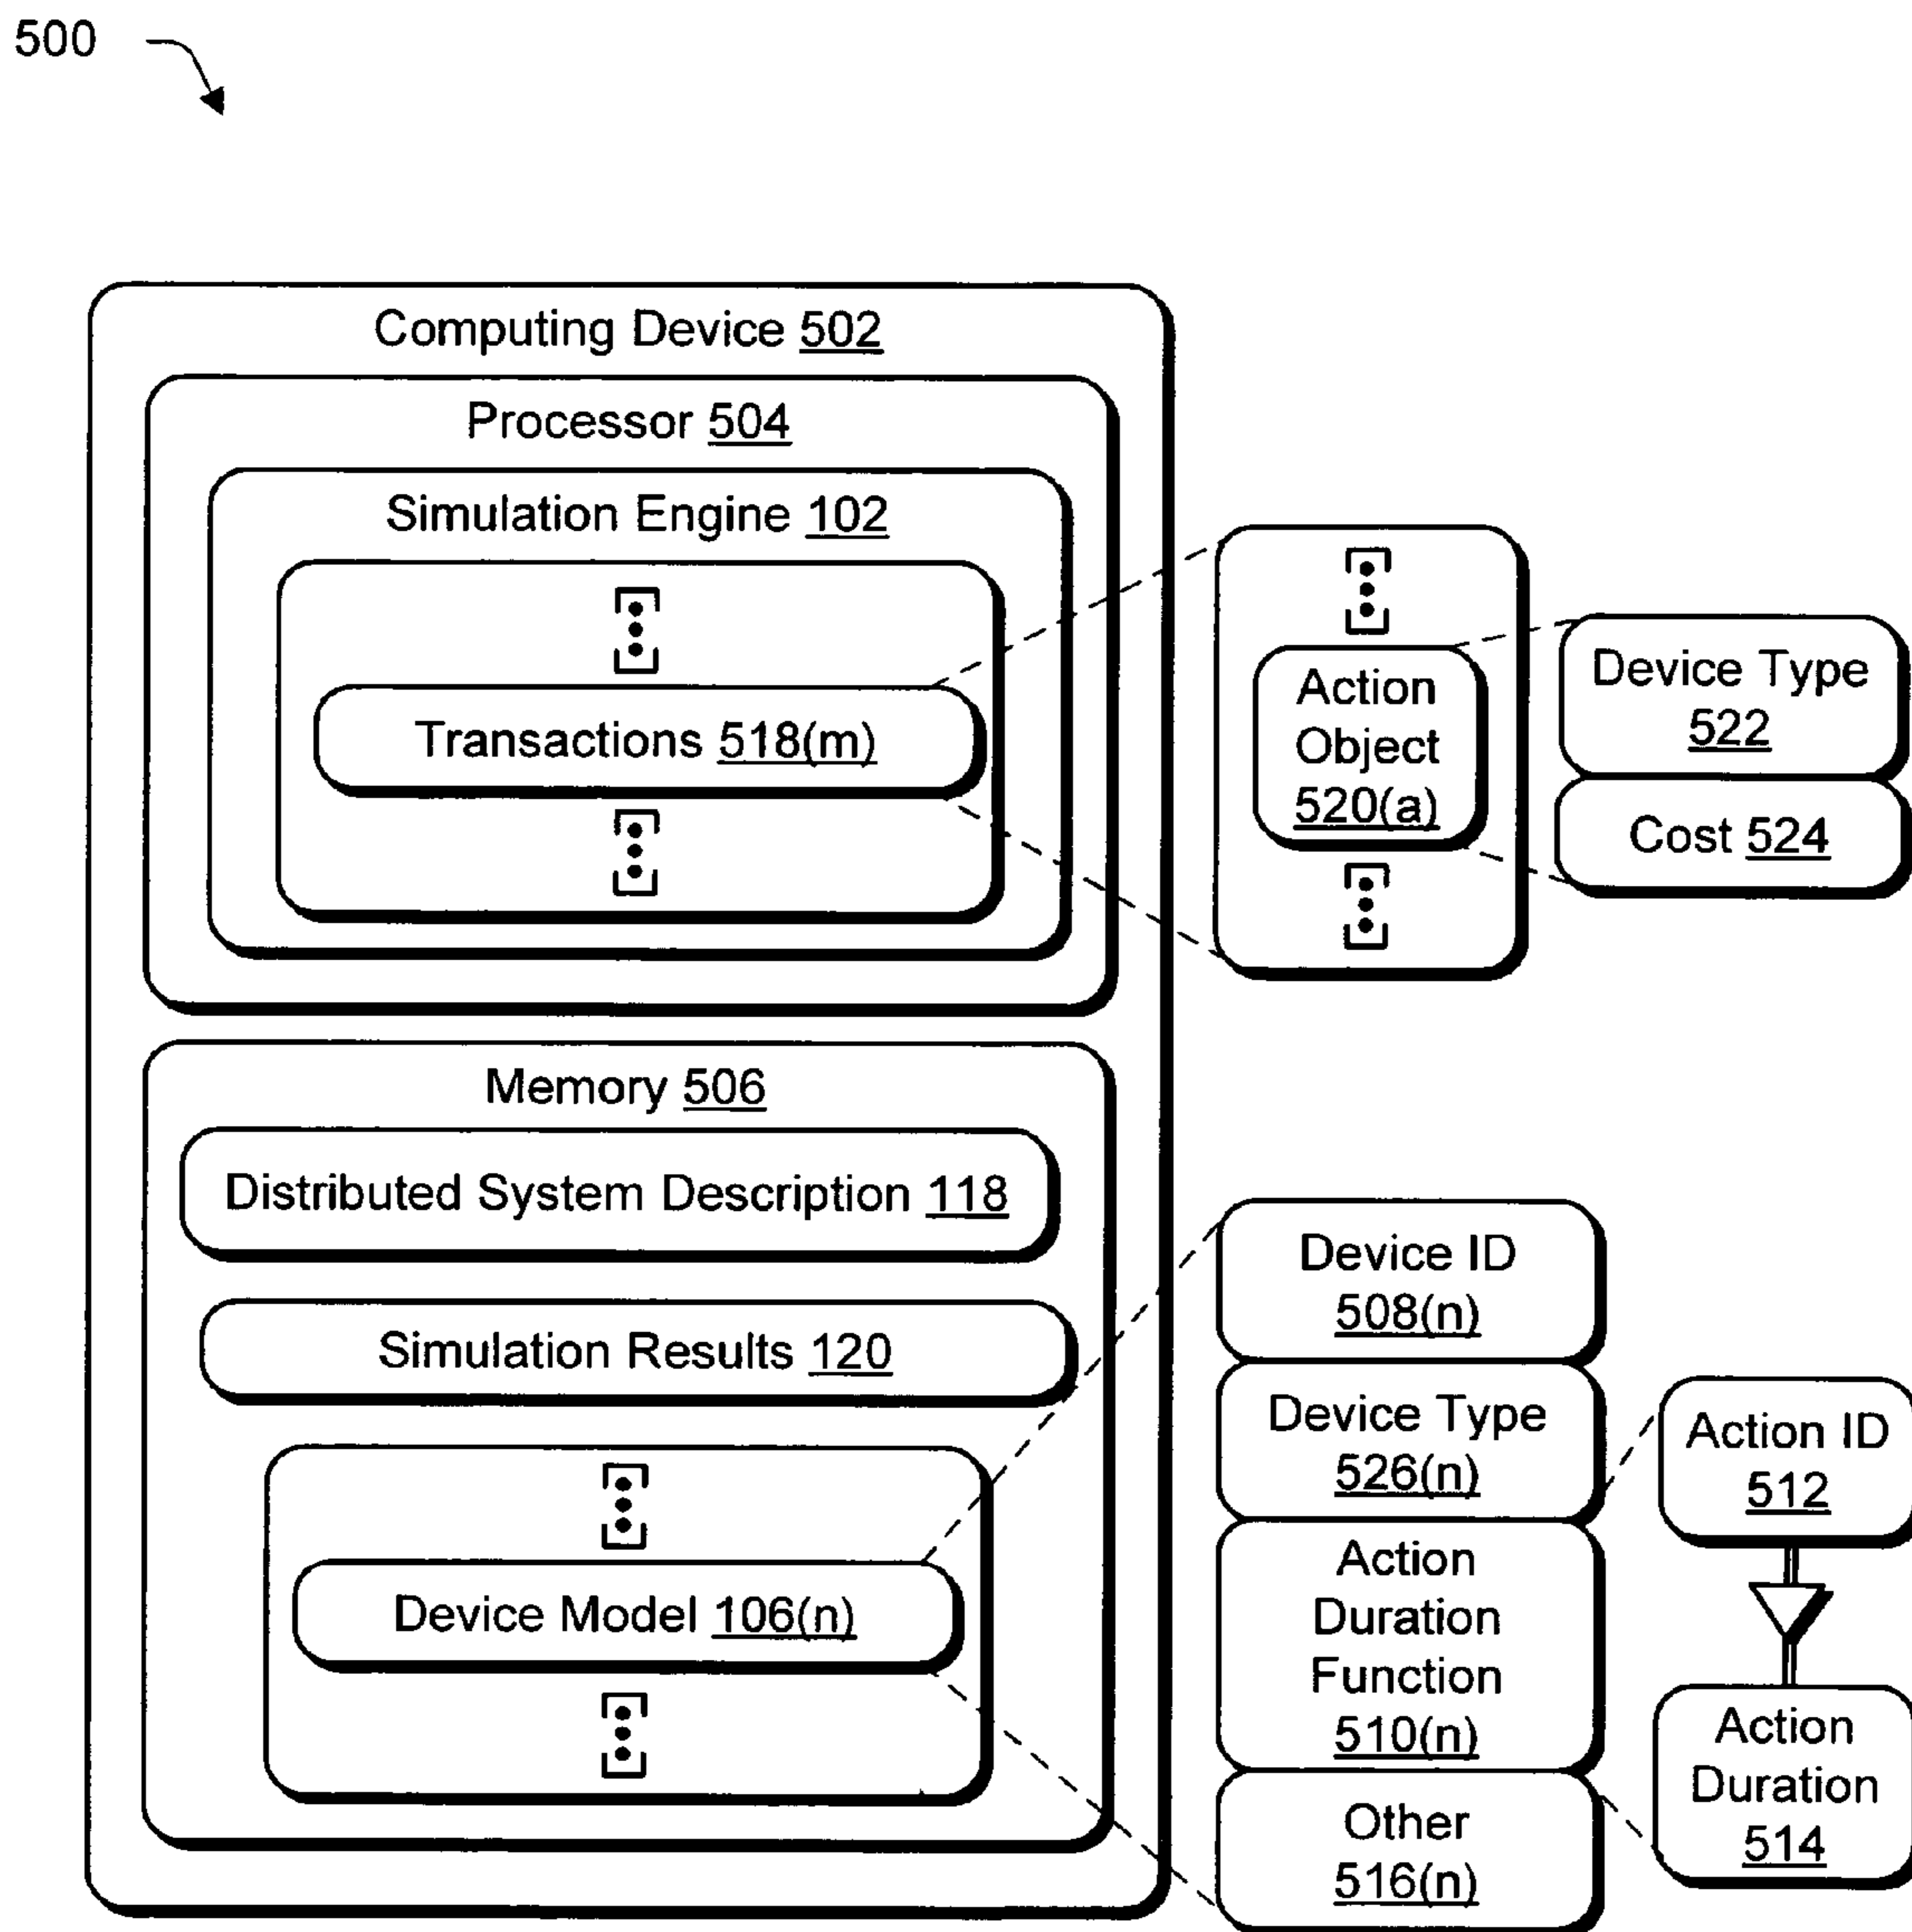 500
Computing Device 502
Processor 504
Simulation Engine 102
Transactions 518(m)
Action
Object
520(a)
Device Type
522
Cost 524
Memory 506
Distributed System Description 118
Simulation Results 120
Device Model 106(n)
Device ID
508(n)
Device Type
526(n)
Action
Duration
Function
510(n)
Other
516(n)
Action ID
512
Action
Duration
514